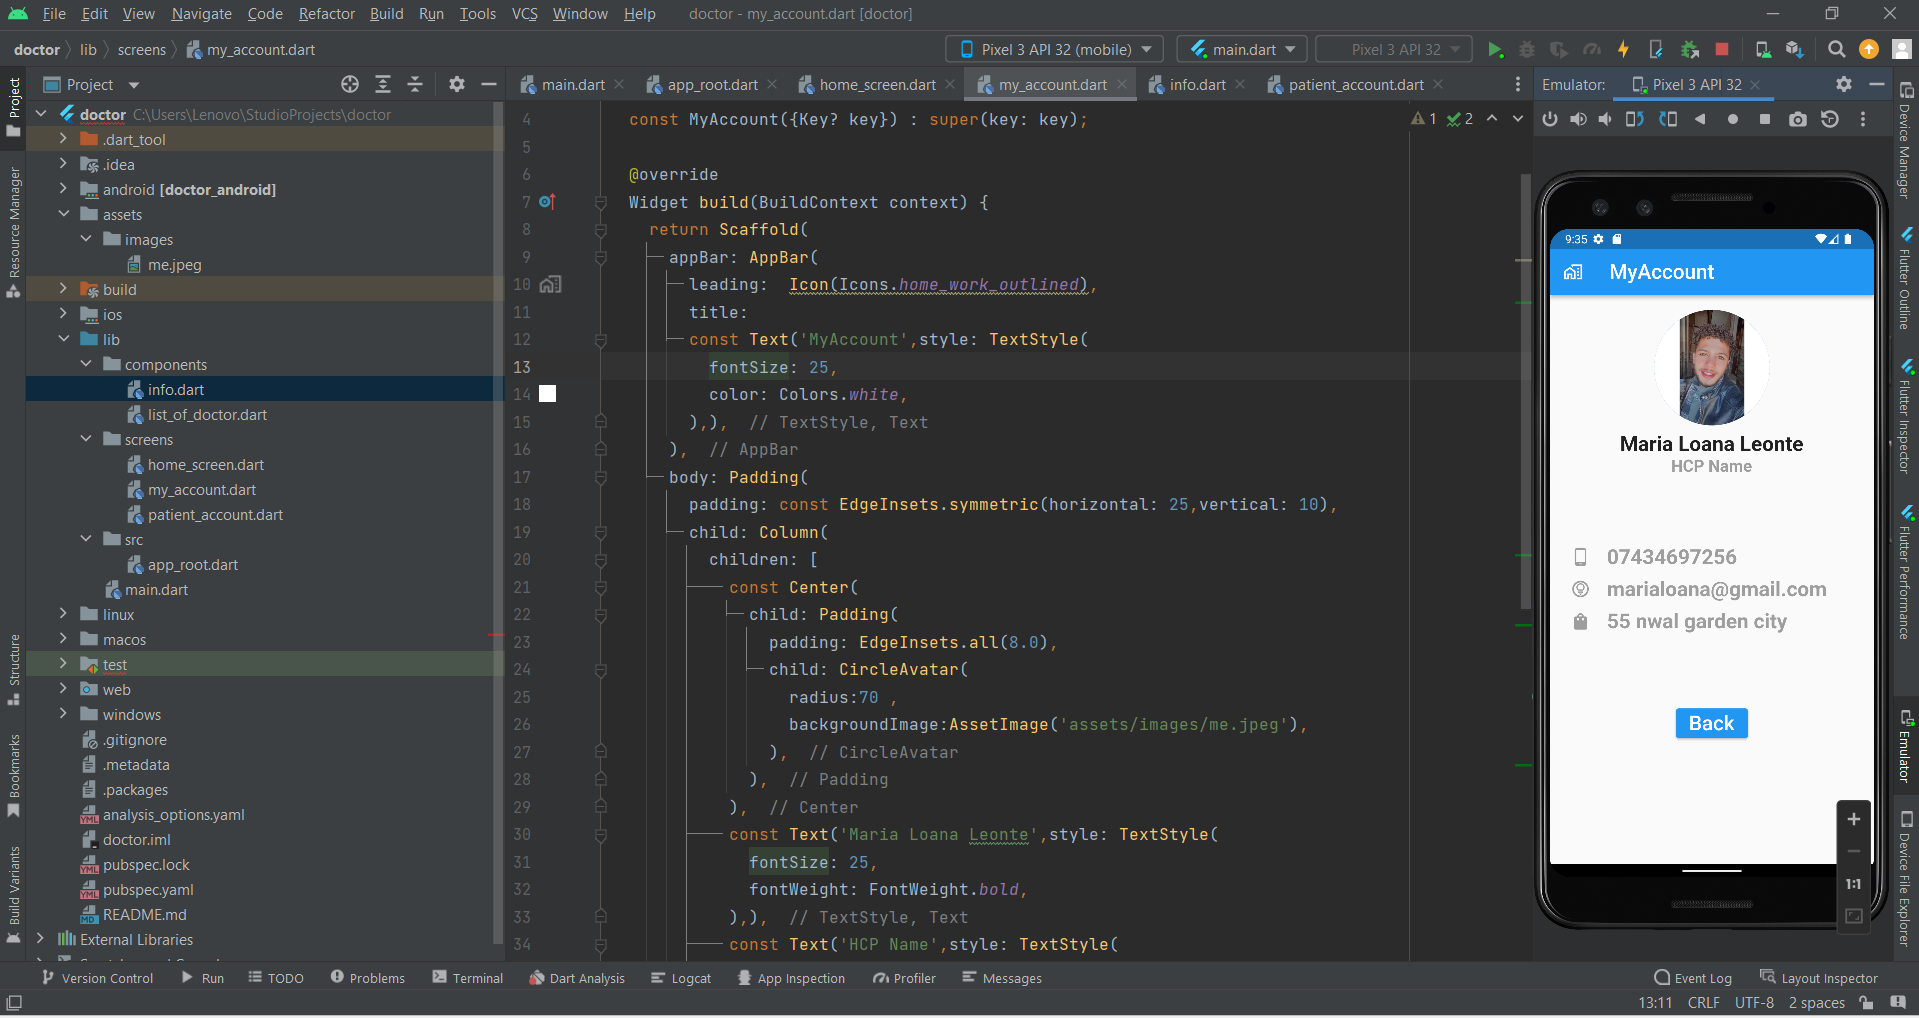 File Edit View Navigate Code Refactor Build Run Tools VCS Window Help doctor - my_account.dart [doctor]
doctor lib screens my_account.dart
Pixel 3 API 32 (mobile) main.dart Pixel 3 API 32
Project
main.dart app_root.dart home_screen.dart my_account.dart info.dart patient_account.dart
Emulator: Pixel 3 API 32
doctor C:\Users\Lenovo\StudioProjects\doctor
.dart_tool
.idea
android [doctor_android]
assets
images
me.jpeg
build
ios
lib
components
info.dart
list_of_doctor.dart
screens
home_screen.dart
my_account.dart
patient_account.dart
src
app_root.dart
main.dart
linux
macos
test
web
windows
.gitignore
.metadata
.packages
analysis_options.yaml
doctor.iml
pubspec.lock
pubspec.yaml
README.md
External Libraries
Project
Resource Manager
Structure
Bookmarks
Build Variants
1 2
4 const MyAccount({Key? key}) : super(key: key);
5
6 @override
7 Widget build(BuildContext context) {
8 return Scaffold(
9 appBar: AppBar(
10 leading: Icon(Icons.home_work_outlined),
11 title:
12 const Text('MyAccount',style: TextStyle(
13 fontSize: 25,
14 color: Colors.white,
15 ),), // TextStyle, Text
16 ), // AppBar
17 body: Padding(
18 padding: const EdgeInsets.symmetric(horizontal: 25,vertical: 10),
19 child: Column(
20 children: [
21 const Center(
22 child: Padding(
23 padding: EdgeInsets.all(8.0),
24 child: CircleAvatar(
25 radius:70 ,
26 backgroundImage:AssetImage('assets/images/me.jpeg'),
27 ), // CircleAvatar
28 ), // Padding
29 ), // Center
30 const Text('Maria Loana Leonte',style: TextStyle(
31 fontSize: 25,
32 fontWeight: FontWeight.bold,
33 ),), // TextStyle, Text
34 const Text('HCP Name',style: TextStyle(
9:35
MyAccount
Maria Loana Leonte
HCP Name
07434697256
marialoana@gmail.com
55 nwal garden city
Back
1:1
Device Manager
Flutter Outline
Flutter Inspector
Flutter Performance
Emulator
Device File Explorer
Version Control Run TODO Problems Terminal Dart Analysis Logcat App Inspection Profiler Messages Event Log Layout Inspector
13:11 CRLF UTF-8 2 spaces